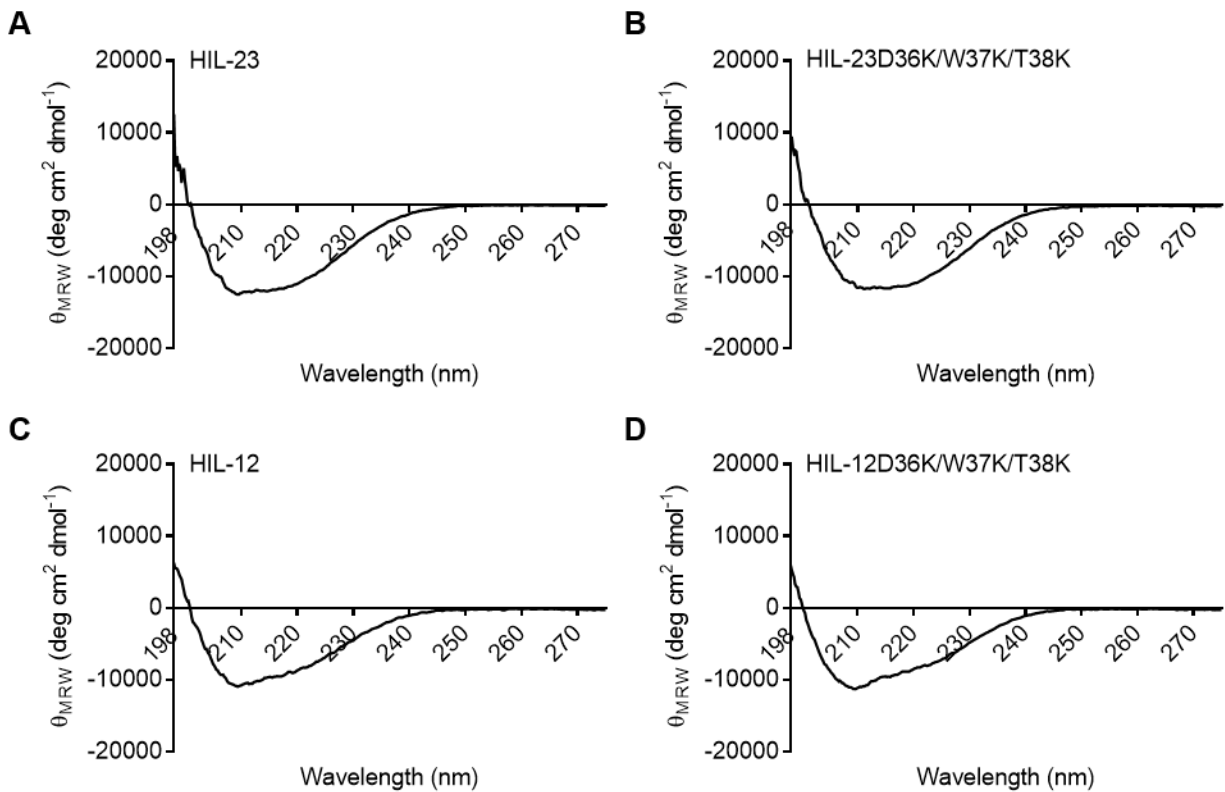 A
HIL-23
20000
10000
0
-10000
-20000
θMRW (deg cm² dmol⁻¹)
198 210 220 230 240 250 260 270
Wavelength (nm)
B
HIL-23D36K/W37K/T38K
20000
10000
0
-10000
-20000
θMRW (deg cm² dmol⁻¹)
198 210 220 230 240 250 260 270
Wavelength (nm)
C
HIL-12
20000
10000
0
-10000
-20000
θMRW (deg cm² dmol⁻¹)
198 210 220 230 240 250 260 270
Wavelength (nm)
D
HIL-12D36K/W37K/T38K
20000
10000
0
-10000
-20000
θMRW (deg cm² dmol⁻¹)
198 210 220 230 240 250 260 270
Wavelength (nm)